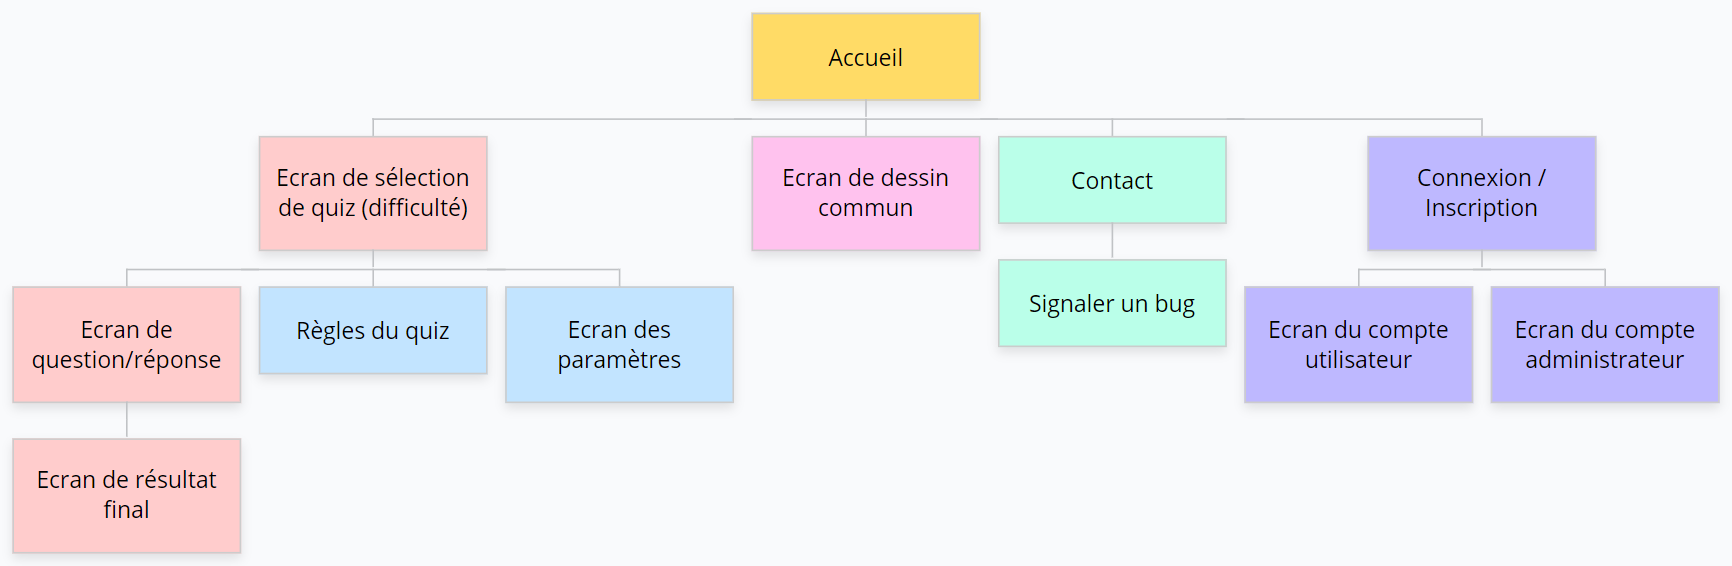 Accueil
Ecran de sélection
de quiz (difficulté)
Ecran de dessin
commun
Contact
Connexion /
Inscription
Signaler un bug
Ecran de
question/réponse
Règles du quiz
Ecran des
paramètres
Ecran du compte
utilisateur
Ecran du compte
administrateur
Ecran de résultat
final